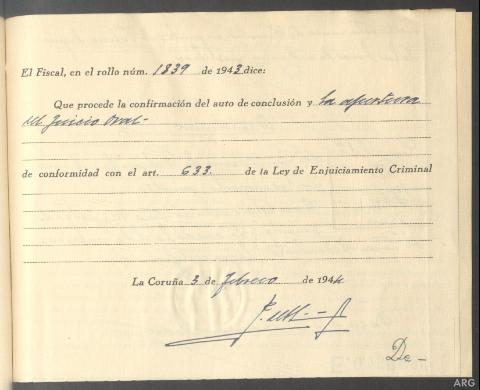 El Fiscal, en el rollo núm. 1839 de 1943. dice:
Que procede la confirmación del auto de conclusión y la apertura
del Juicio Oral-
de conformidad con el art. 633. de la Ley de Enjuiciamiento Criminal
La Coruña 3 de febrero de 1944
De-
ARG